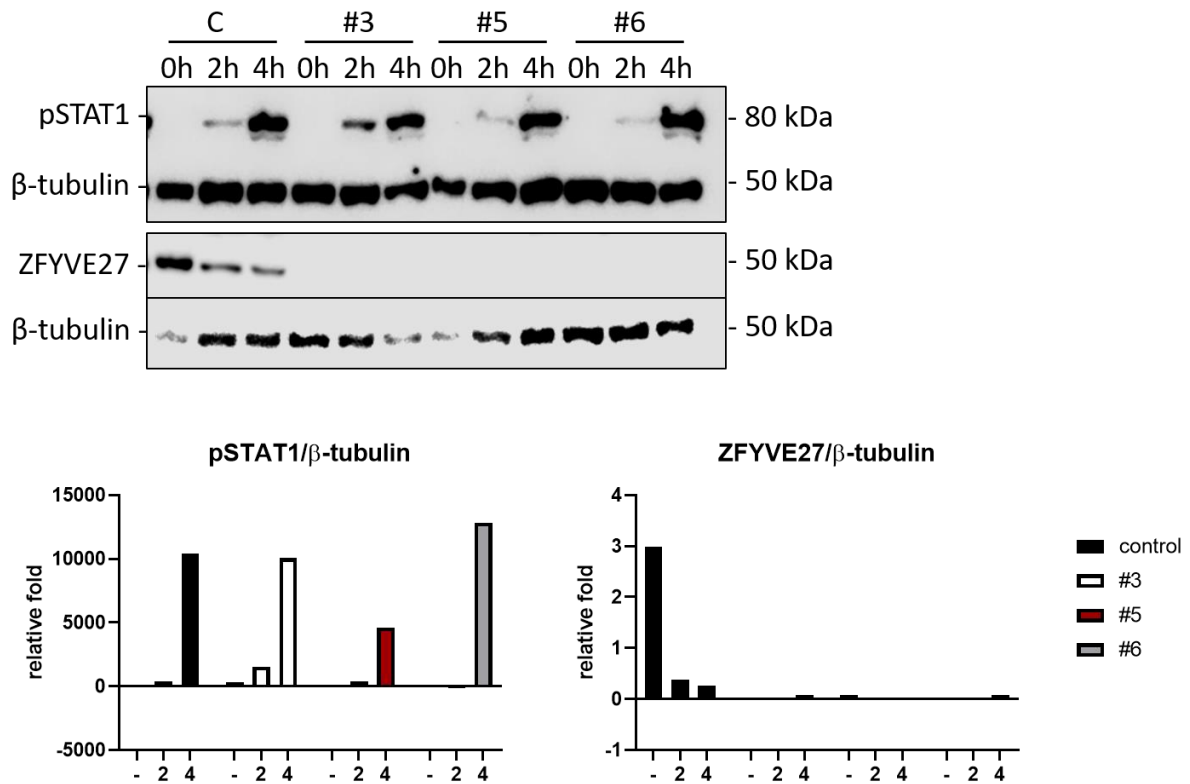 C #3 #5 #6
0h 2h 4h 0h 2h 4h 0h 2h 4h 0h 2h 4h
pSTAT1 - - 80 kDa
β-tubulin - - 50 kDa
ZFYVE27 - - 50 kDa
β-tubulin - - 50 kDa
pSTAT1/β-tubulin
relative fold
15000
10000
5000
0
-5000
- 2 4 - 2 4 - 2 4 - 2 4
ZFYVE27/β-tubulin
relative fold
4
3
2
1
0
-1
- 2 4 - 2 4 - 2 4 - 2 4
control
#3
#5
#6